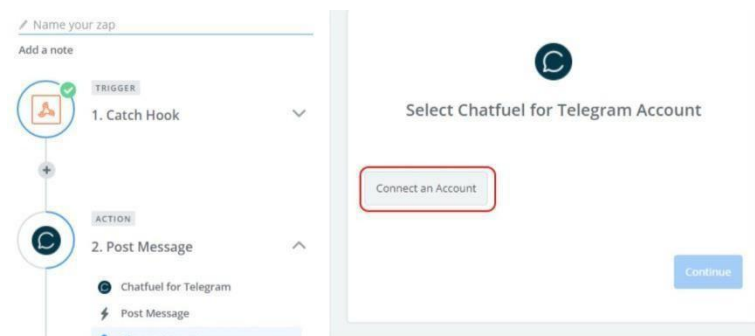 Name your zap
Add a note
TRIGGER
1. Catch Hook
ACTION
2. Post Message
Chatfuel for Telegram
Post Message
Select Chatfuel for Telegram Account
Connect an Account
Continue